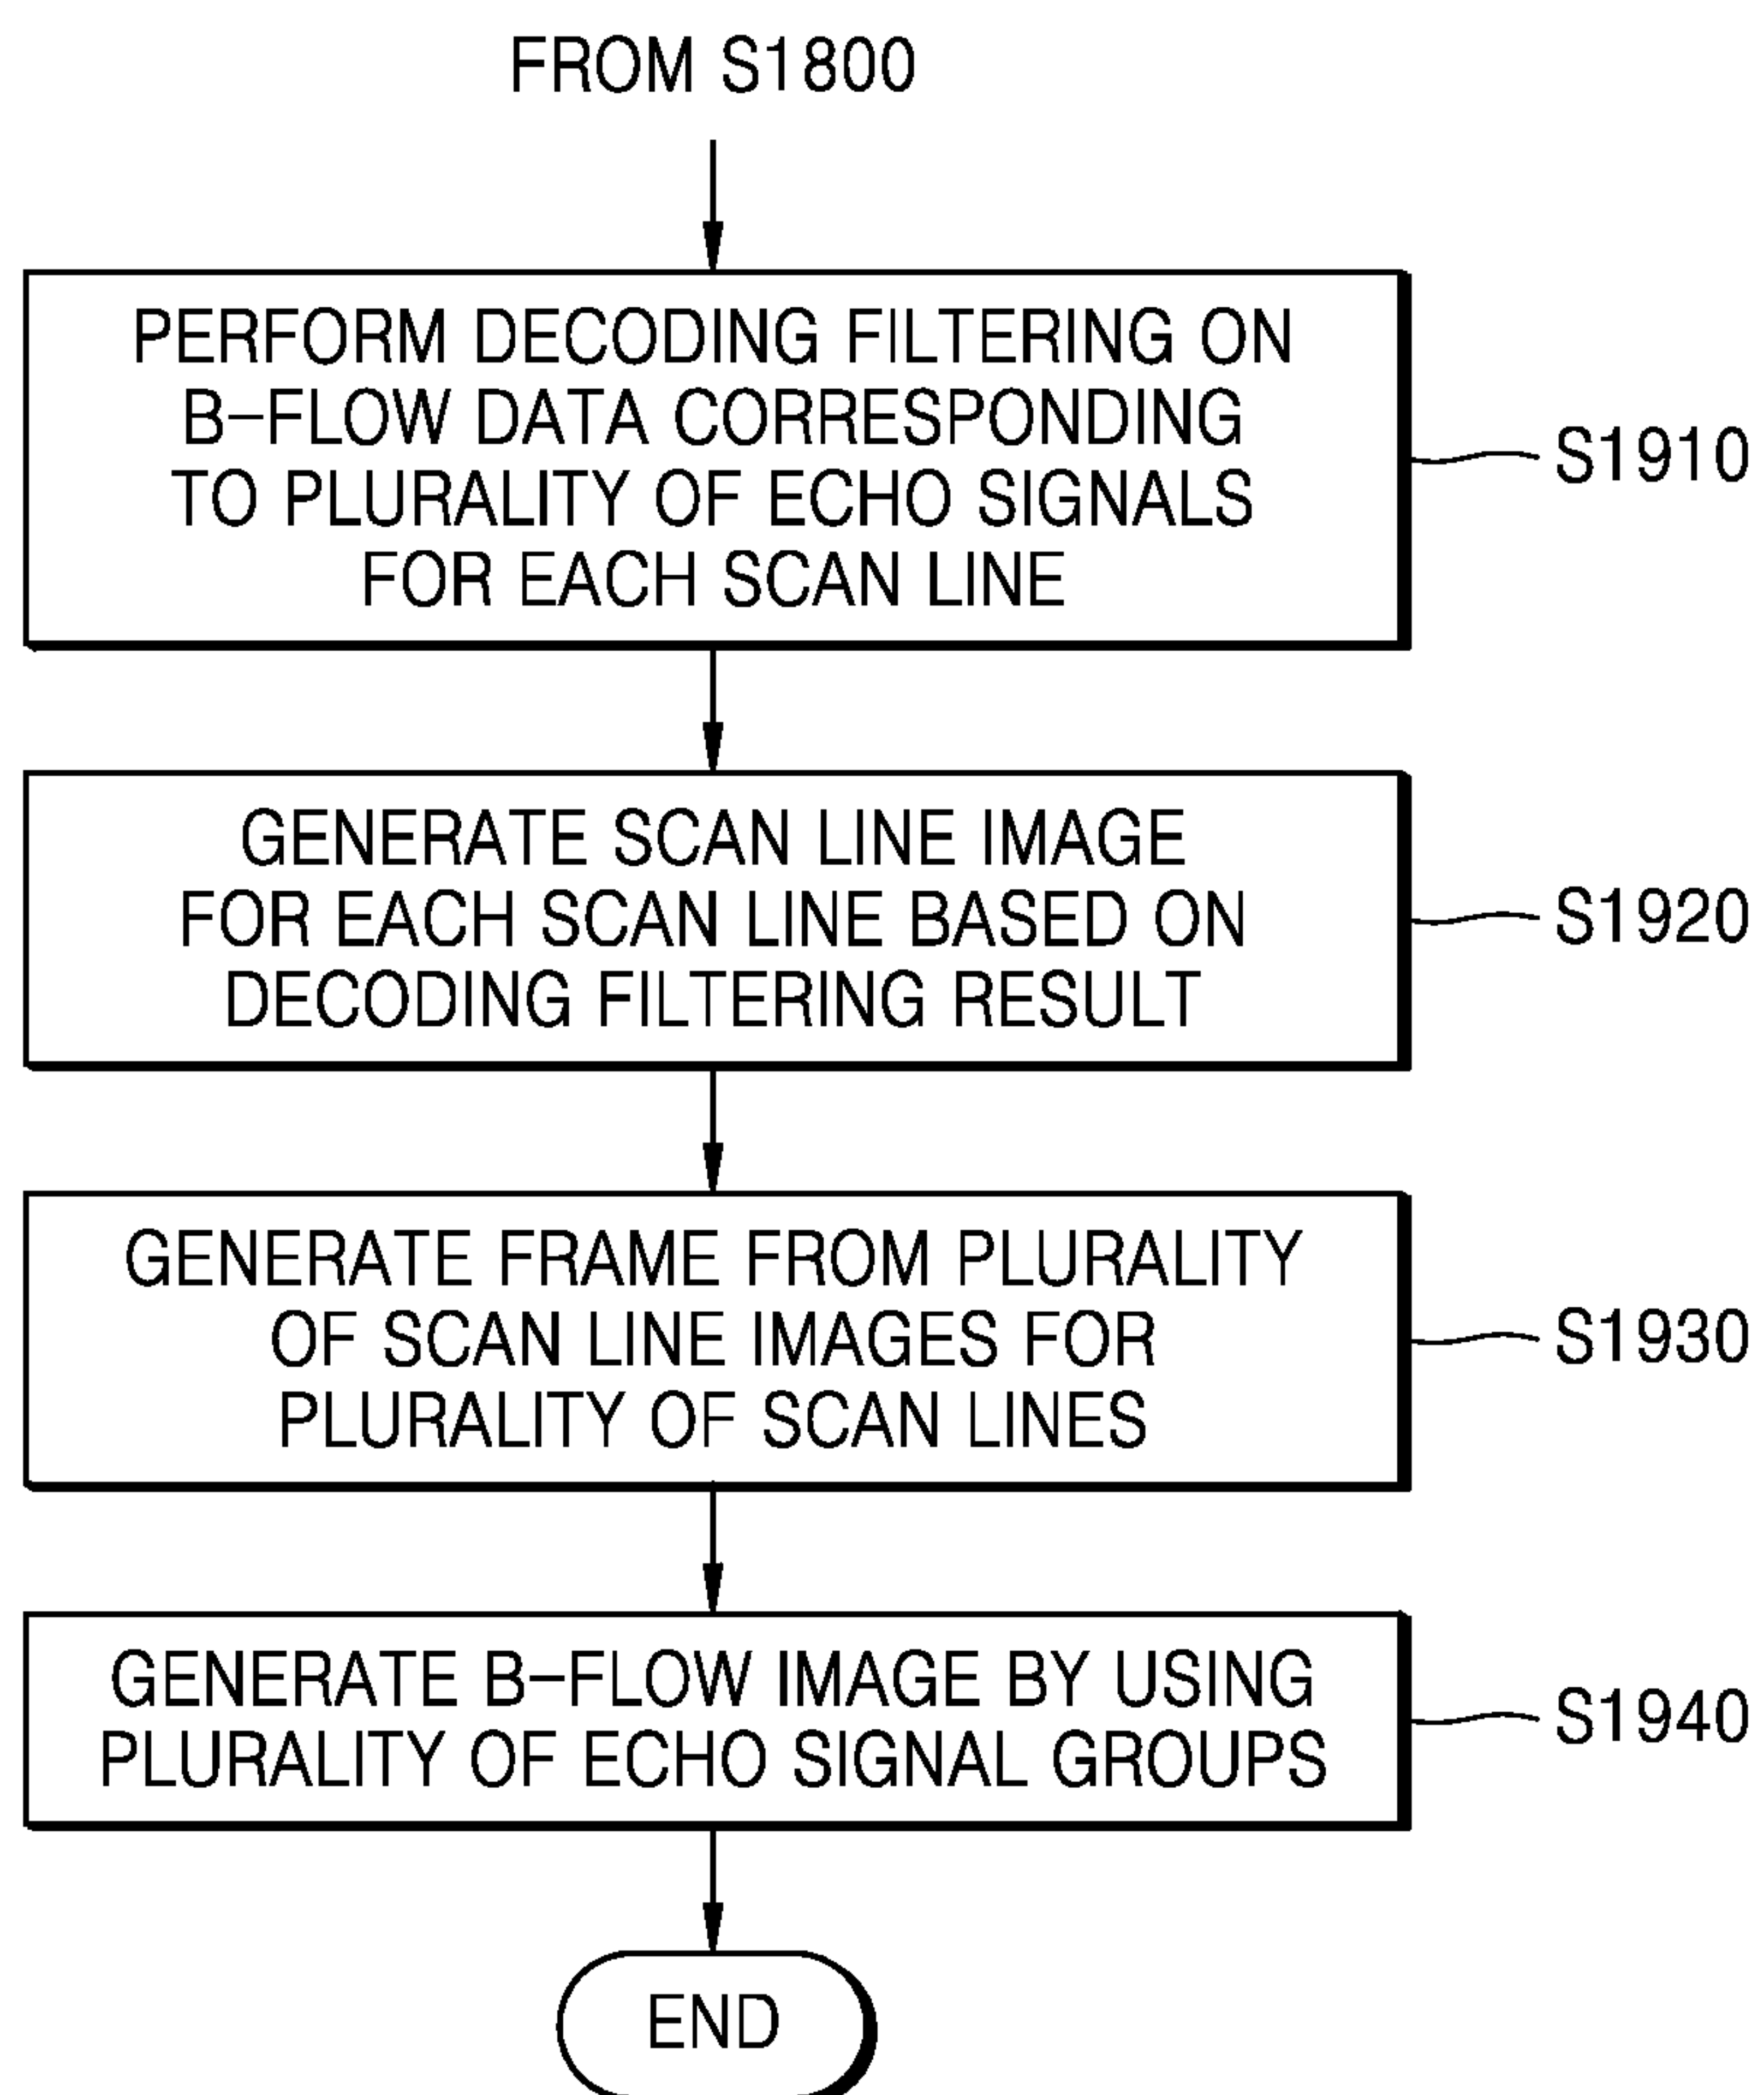 FROM S1800
PERFORM DECODING FILTERING ON
B-FLOW DATA CORRESPONDING
TO PLURALITY OF ECHO SIGNALS
FOR EACH SCAN LINE
S1910
GENERATE SCAN LINE IMAGE
FOR EACH SCAN LINE BASED ON
DECODING FILTERING RESULT
S1920
GENERATE FRAME FROM PLURALITY
OF SCAN LINE IMAGES FOR
PLURALITY OF SCAN LINES
S1930
GENERATE B-FLOW IMAGE BY USING
PLURALITY OF ECHO SIGNAL GROUPS
S1940
END